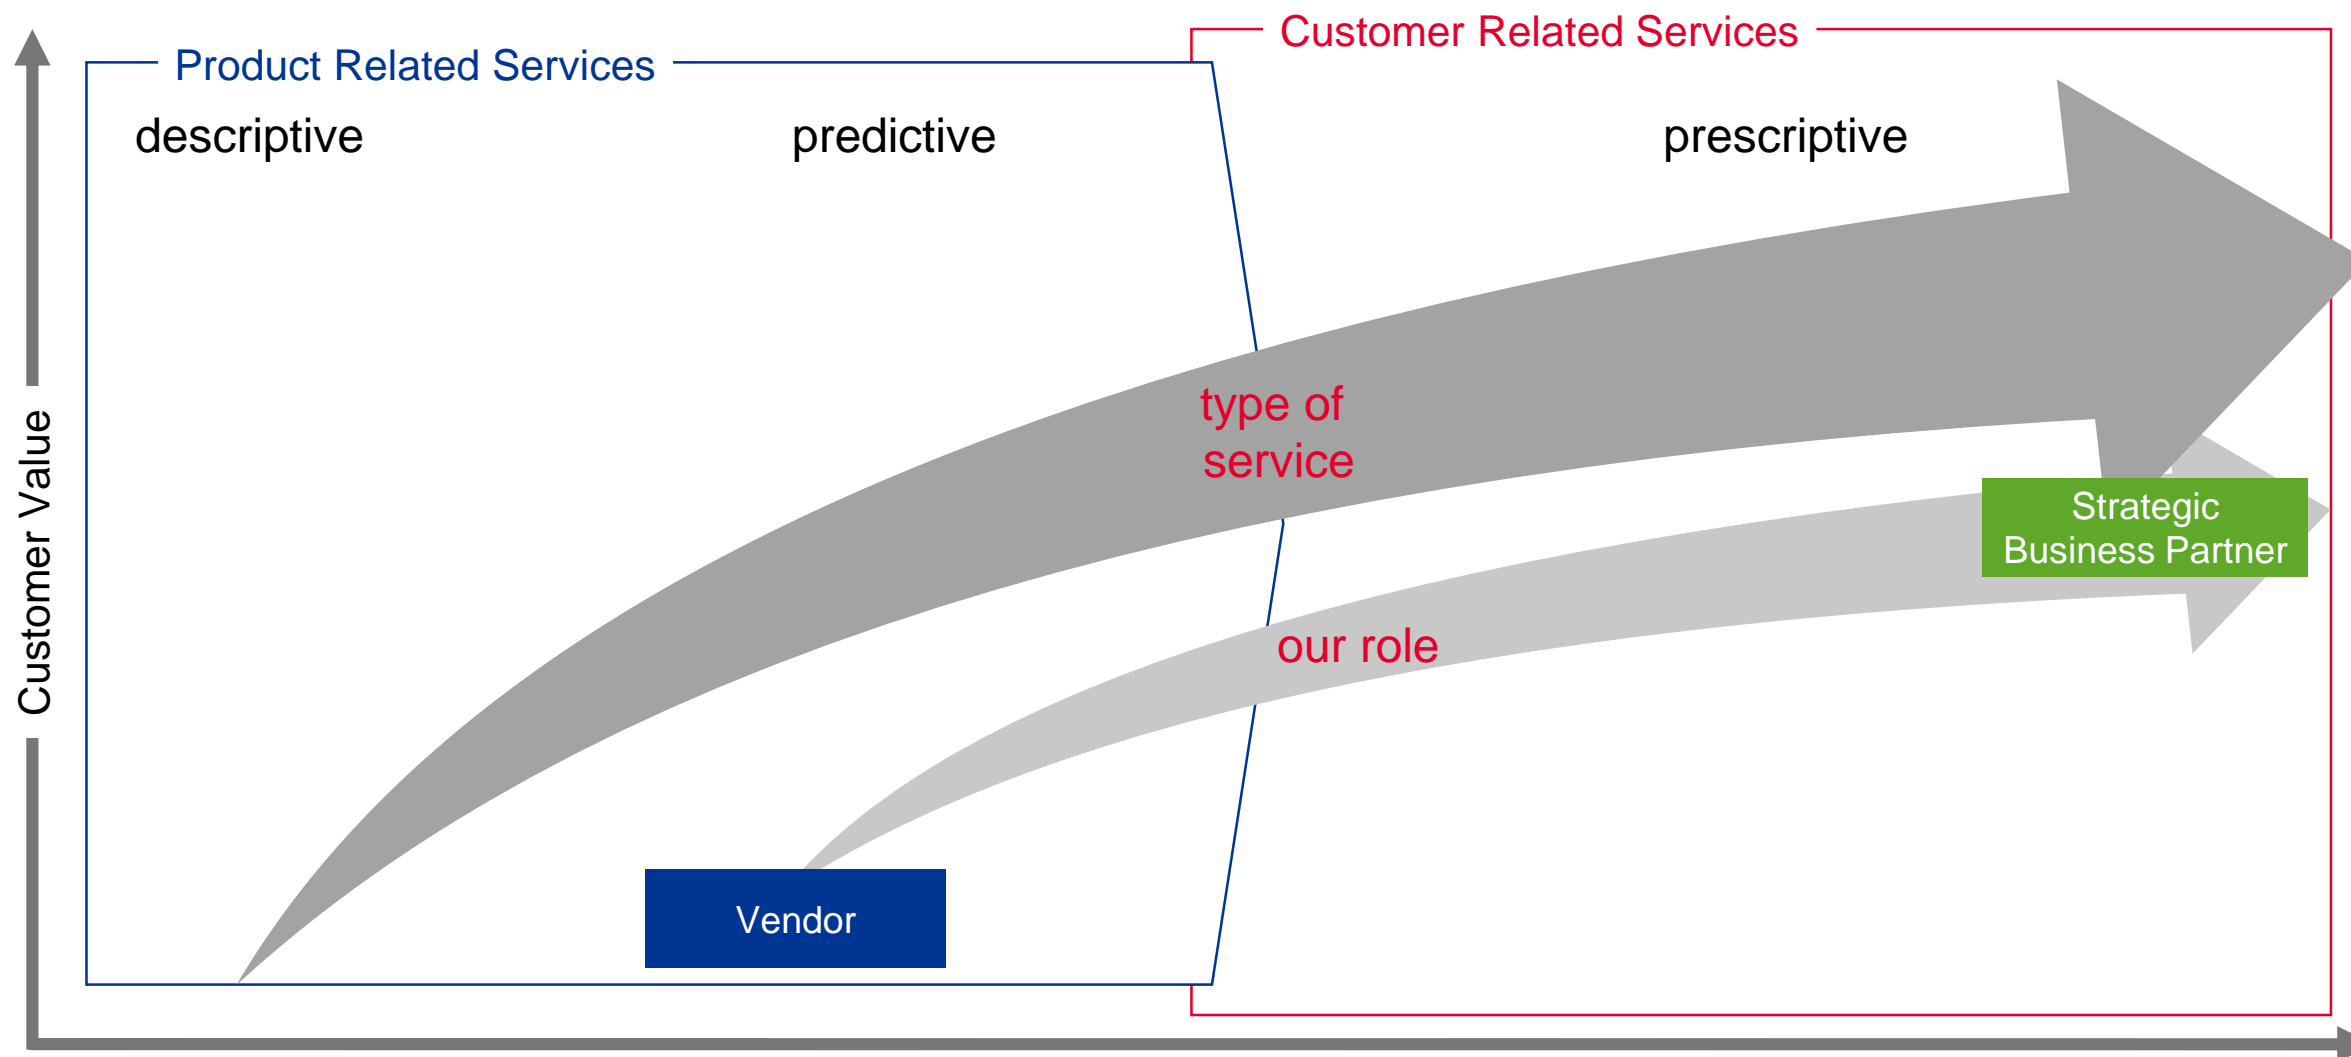 Customer Related Services
Product Related Services
descriptive
predictive
prescriptive
type of
service
Customer Value
Strategic
Business Partner
our role
Vendor